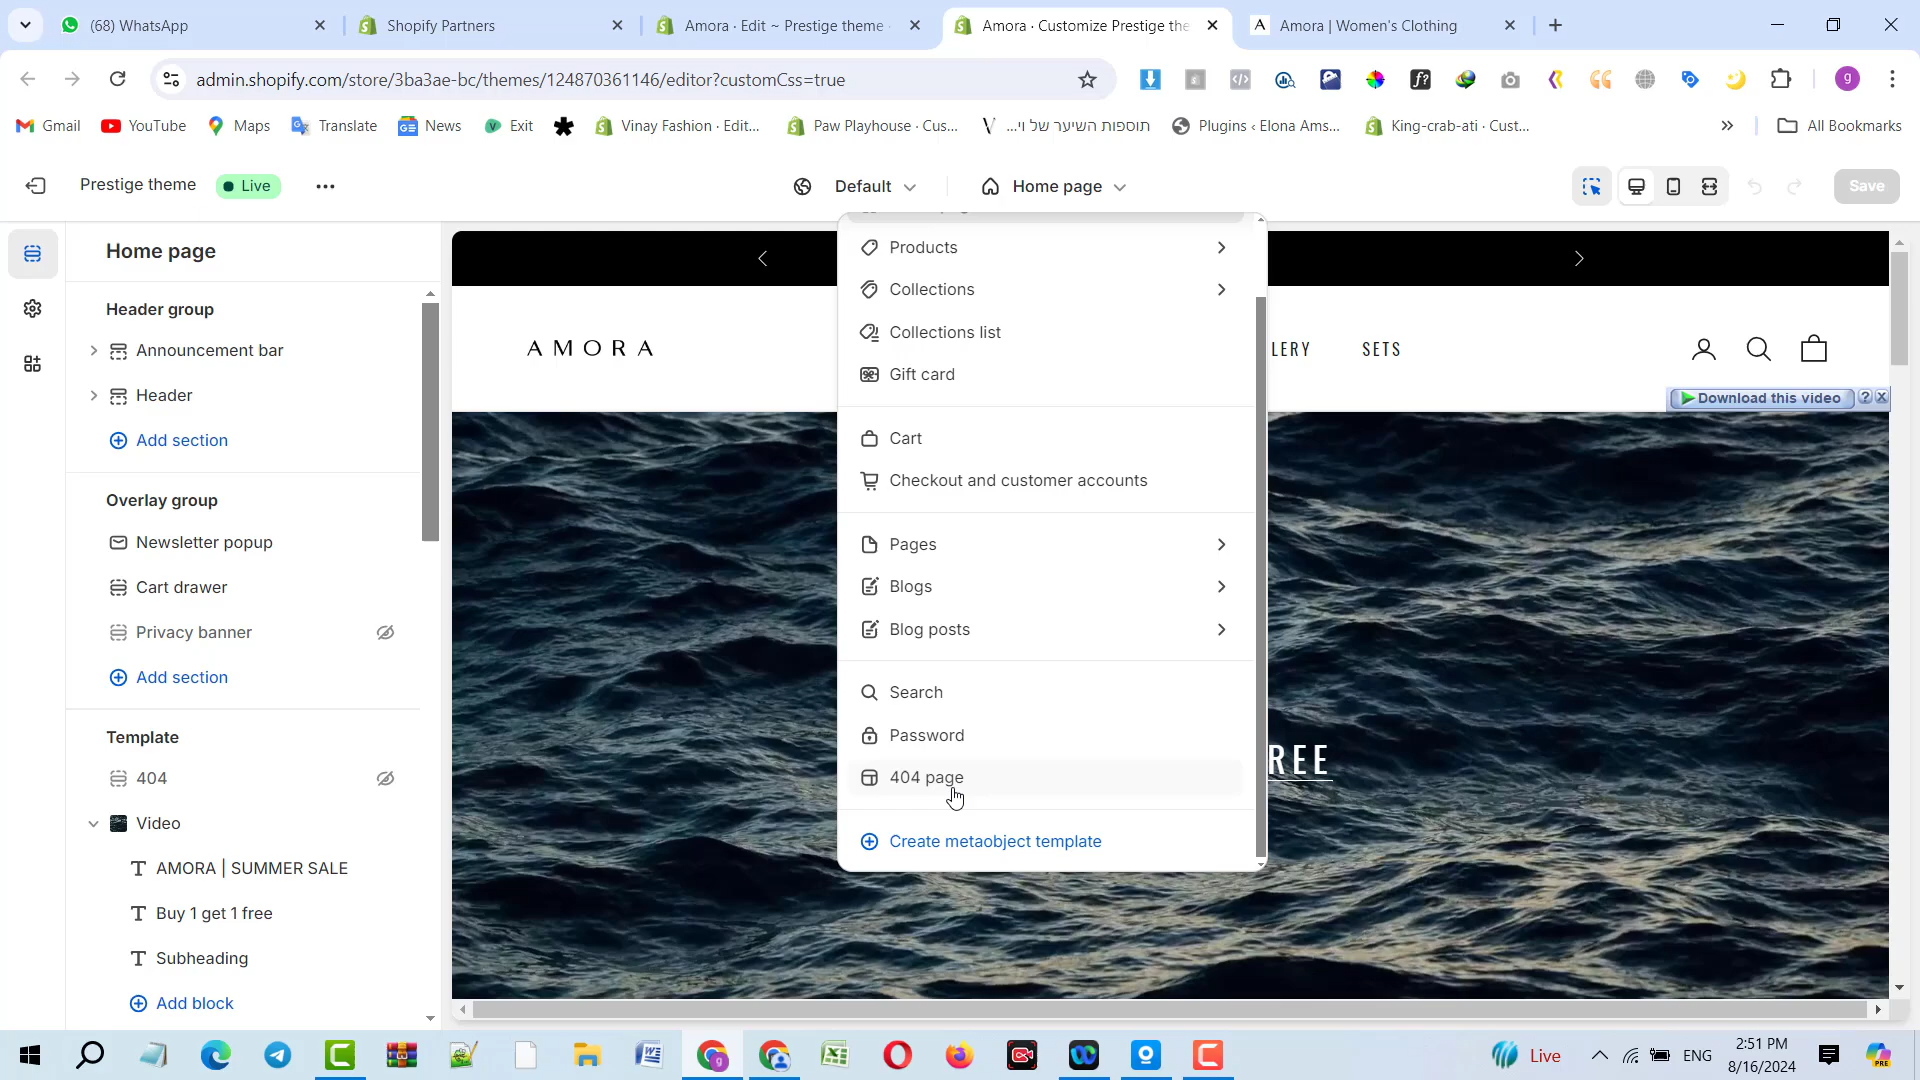 (68) WhatsApp
Shopify Partners
Amora · Edit ~ Prestige theme
Amora · Customize Prestige the
Amora | Women's Clothing
admin.shopify.com/store/3ba3ae-bc/themes/124870361146/editor?customCss=true
g
Gmail
YouTube
Maps
Translate
News
Exit
Vinay Fashion · Edit...
Paw Playhouse · Cus...
תוספות השיער של וי...
Plugins ‹ Elona Ams...
King-crab-ati · Cust...
All Bookmarks
Prestige theme
Live
Default
Home page
Save
Home page
Header group
Announcement bar
Header
Add section
Overlay group
Newsletter popup
Cart drawer
Privacy banner
Add section
Template
404
Video
AMORA | SUMMER SALE
Buy 1 get 1 free
Subheading
Add block
Products
Collections
Collections list
Gift card
Cart
Checkout and customer accounts
Pages
Blogs
Blog posts
Search
Password
404 page
Create metaobject template
AMORA
LERY
SETS
Download this video
REE
Live
ENG
2:51 PM
8/16/2024